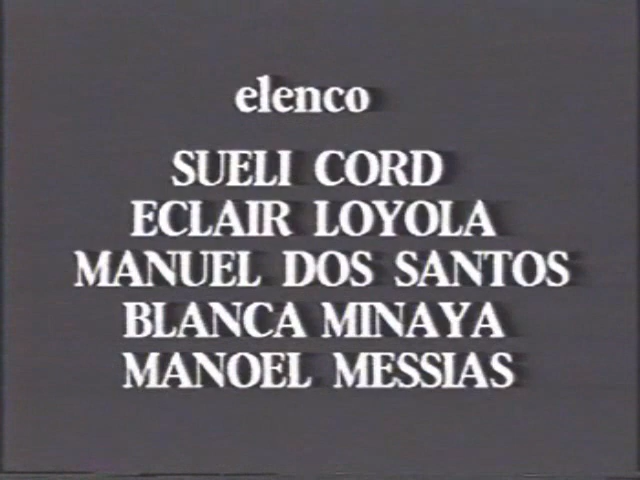 elenco
SUELI CORD
ECLAIR LOYOLA
MANUEL DOS SANTOS
BLANCA MINAYA
MANOEL MESSIAS